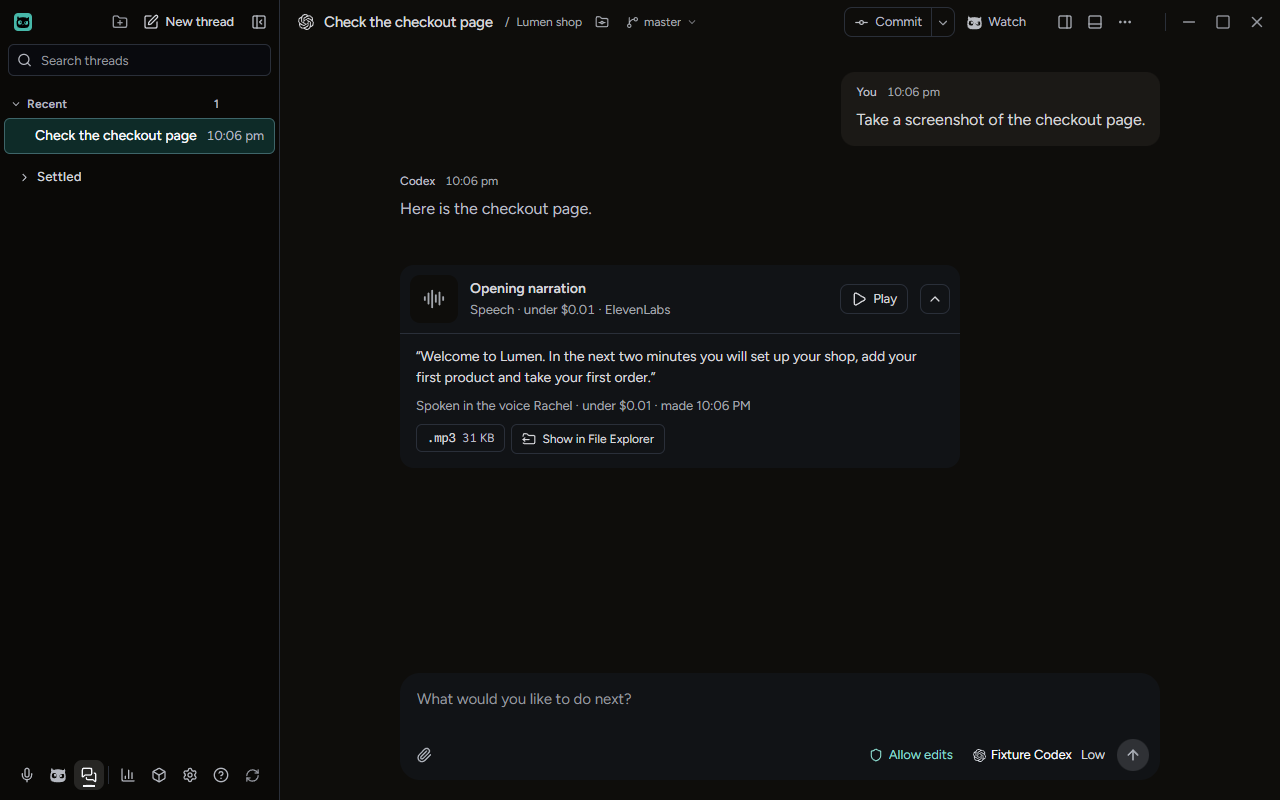 New thread
Search threads
Recent 1
Check the checkout page 10:06 pm
Settled
Check the checkout page / Lumen shop master
Commit
Watch
You 10:06 pm
Take a screenshot of the checkout page.
Codex 10:06 pm
Here is the checkout page.
Opening narration
Speech · under $0.01 · ElevenLabs
Play
“Welcome to Lumen. In the next two minutes you will set up your shop, add your
first product and take your first order.”
Spoken in the voice Rachel · under $0.01 · made 10:06 PM
.mp3 31 KB
Show in File Explorer
What would you like to do next?
Allow edits
Fixture Codex Low